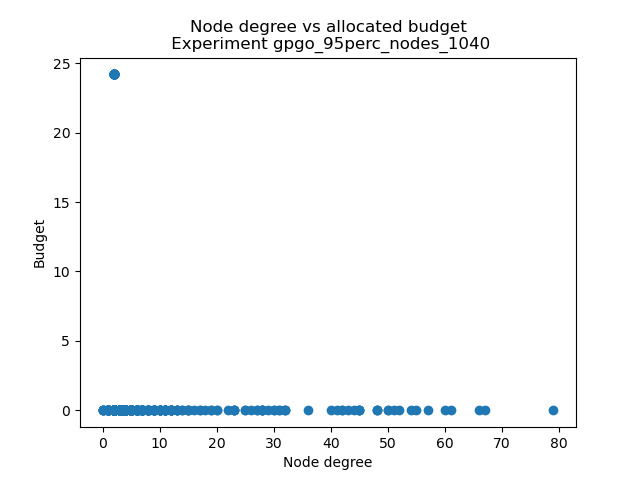 Node degree vs allocated budget
Experiment gpgo_95perc_nodes_1040
25
20
15
10
5
0
Budget
0 10 20 30 40 50 60 70 80
Node degree